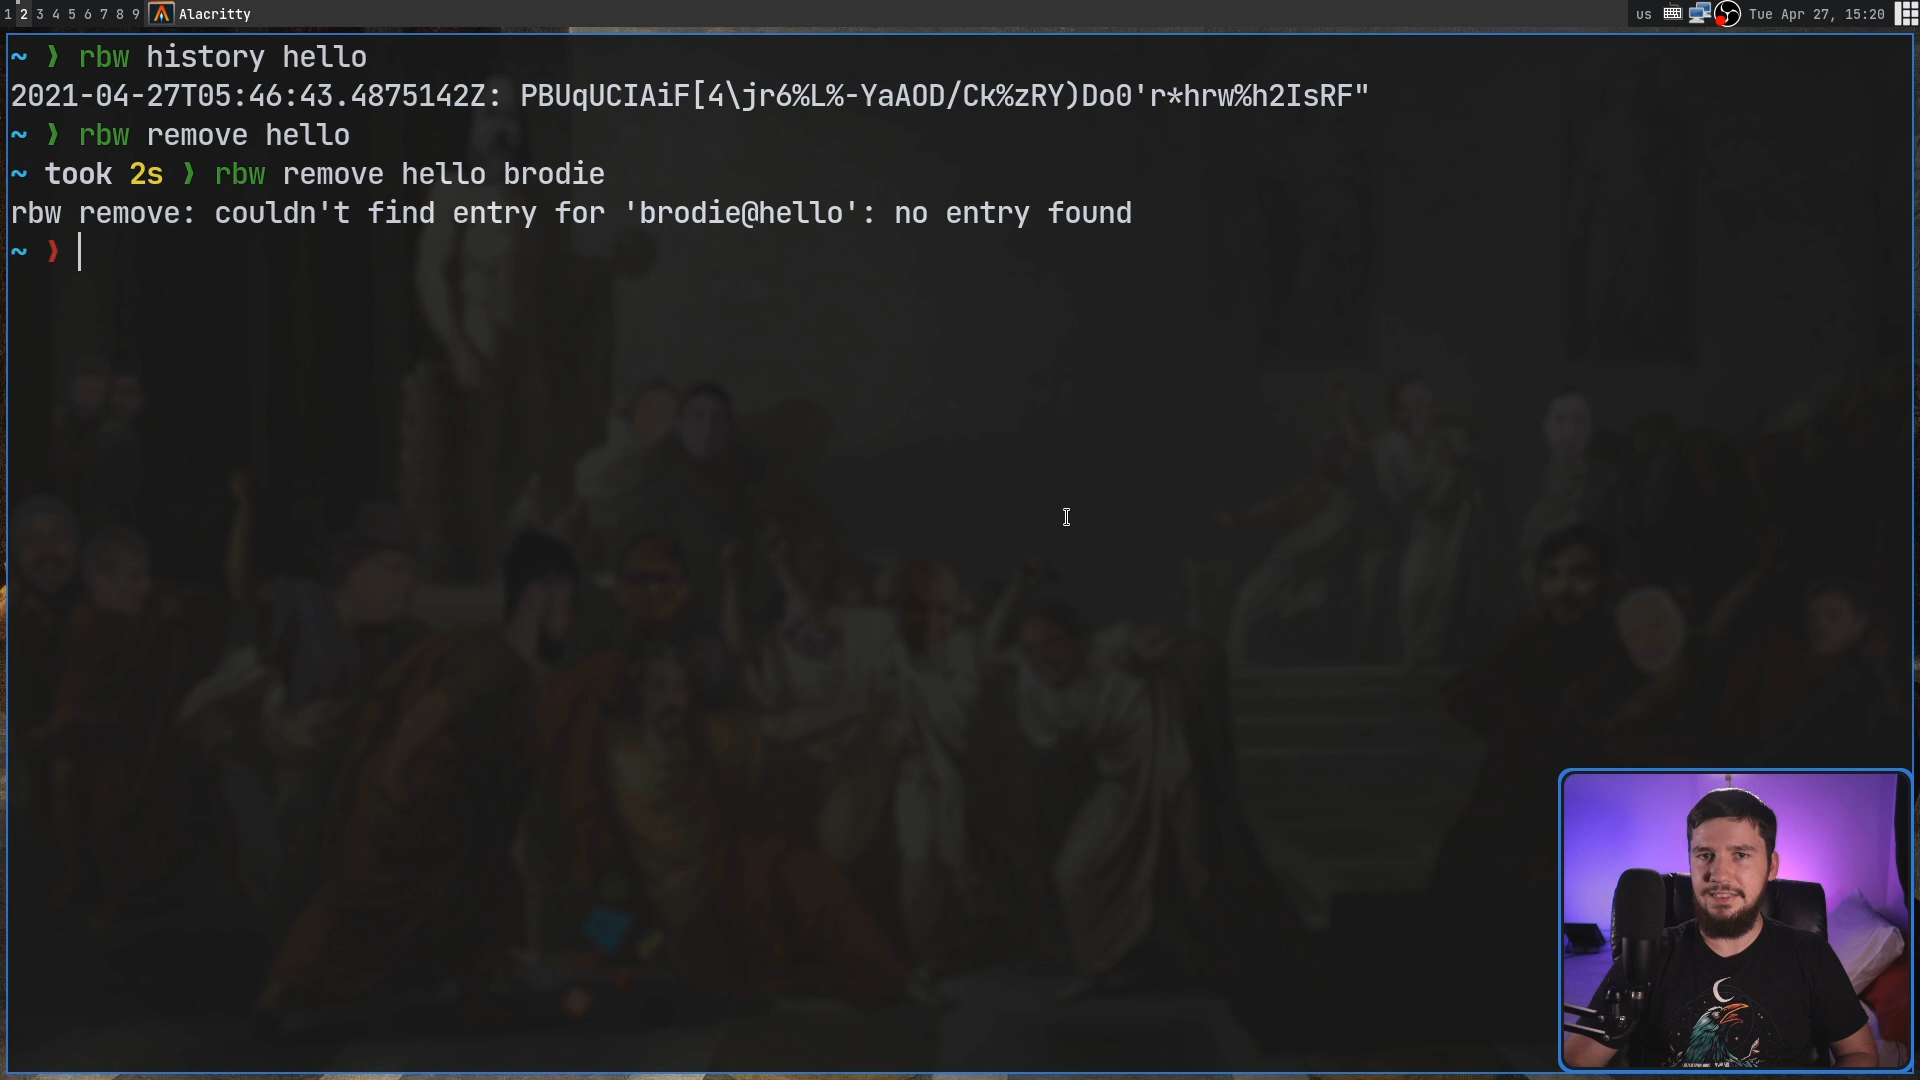 1 2 3 4 5 6 7 8 9 Alacritty us Tue Apr 27, 15:20
~ ❱ rbw history hello
2021-04-27T05:46:43.4875142Z: PBUqUCIAiF[4\jr6%L%-YaAOD/Ck%zRY)Do0'r*hrw%h2IsRF"
~ ❱ rbw remove hello
~ took 2s ❱ rbw remove hello brodie
rbw remove: couldn't find entry for 'brodie@hello': no entry found
~ ❱